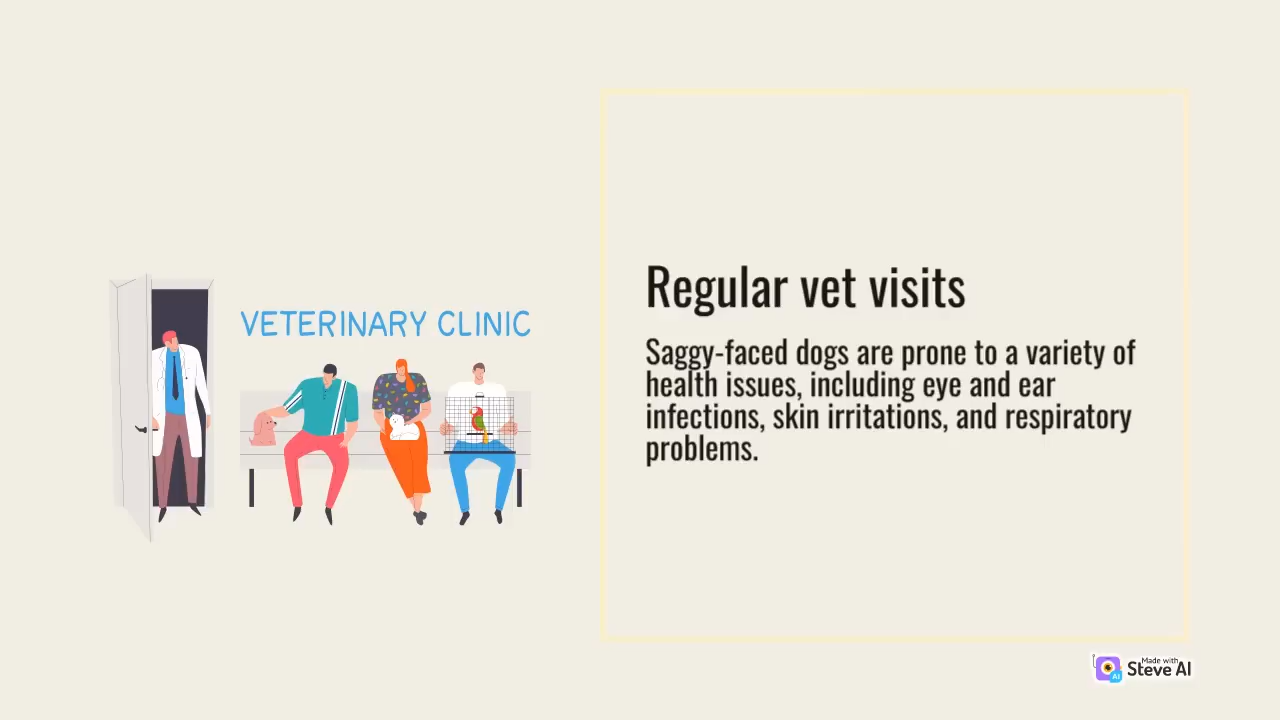 VETERINARY CLINIC
Regular vet visits
Saggy-faced dogs are prone to a variety of
health issues, including eye and ear
infections, skin irritations, and respiratory
problems.
Made with
Steve AI
AI